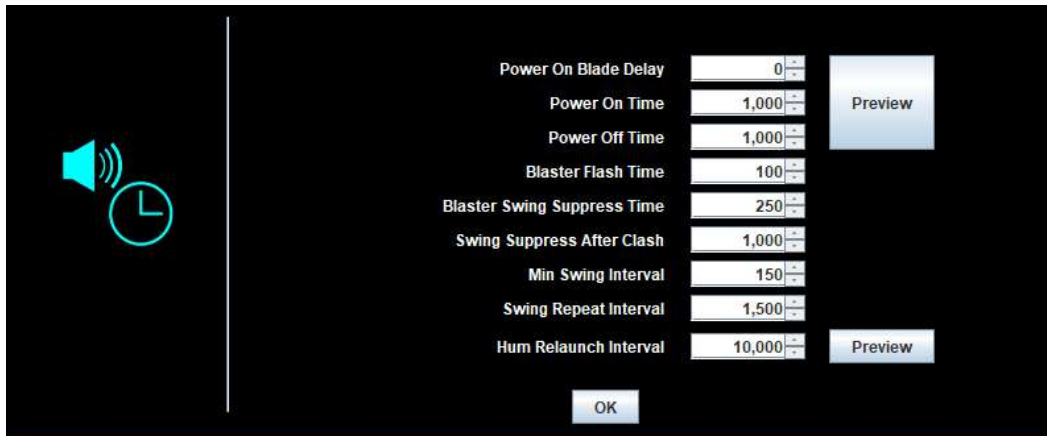 Power On Blade Delay 0
Power On Time 1,000 Preview
Power Off Time 1,000
Blaster Flash Time 100
Blaster Swing Suppress Time 250
Swing Suppress After Clash 1,000
Min Swing Interval 150
Swing Repeat Interval 1,500
Hum Relaunch Interval 10,000 Preview
OK